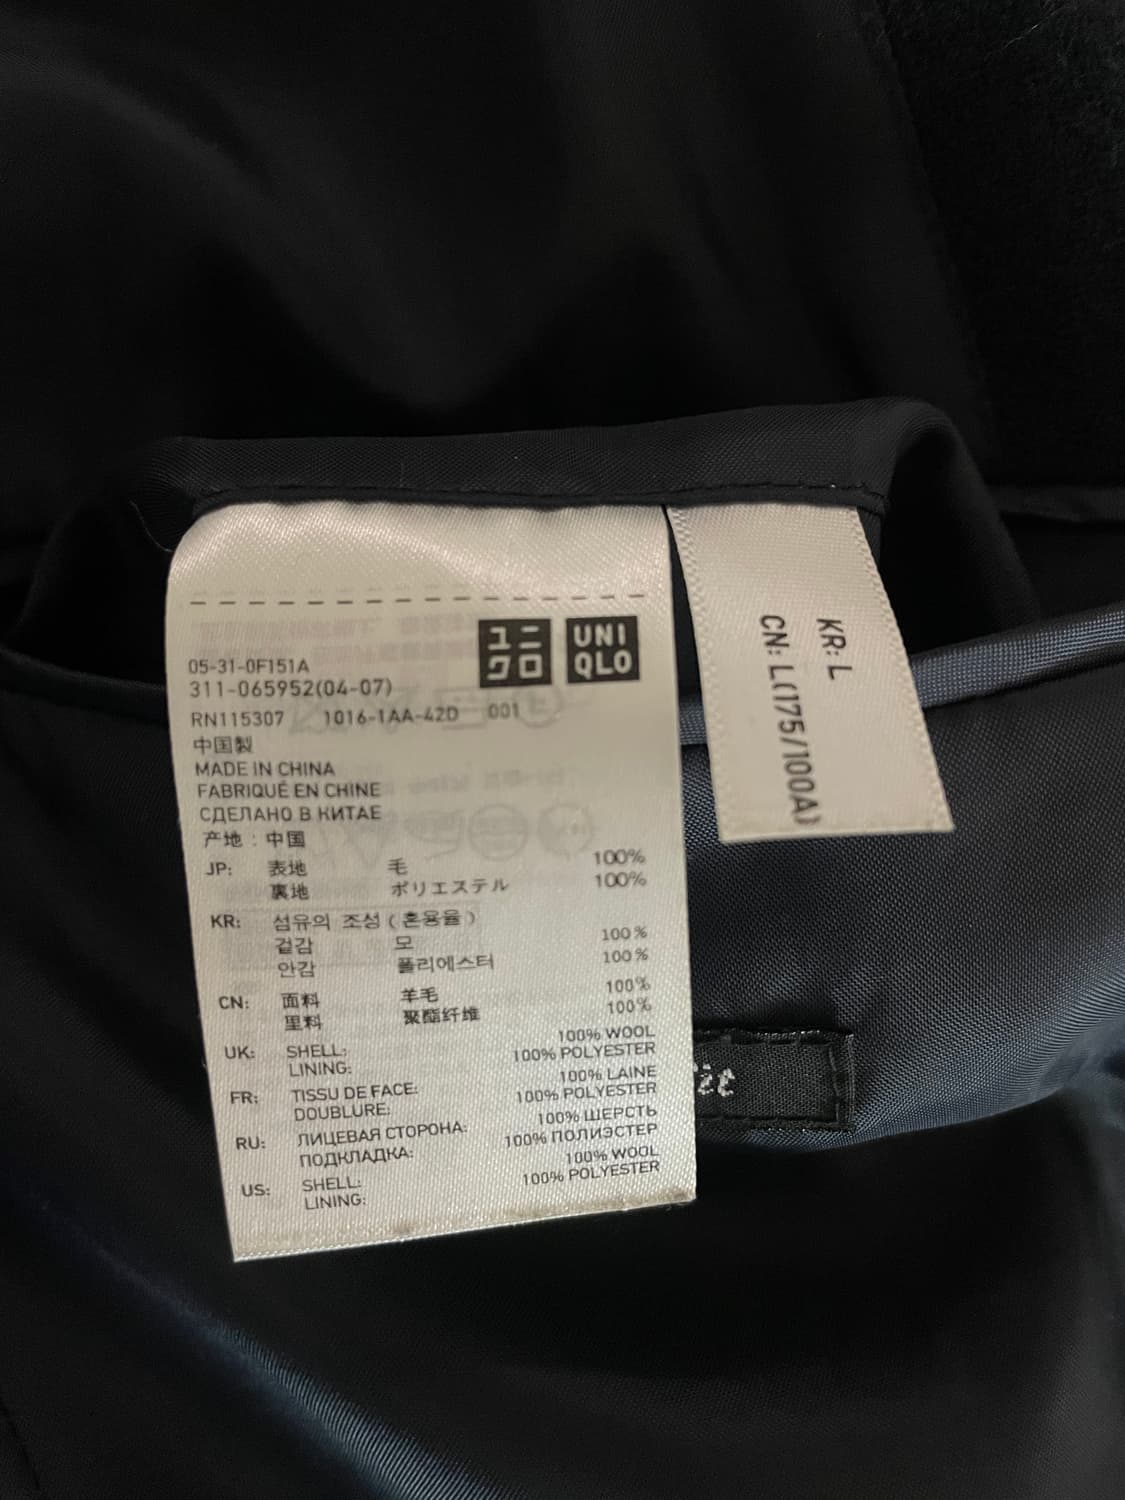 05-31-0F151A
ユニ
クロ
UNI
QLO
311-065952(04-07)
RN115307 1016-1AA-42D 001
中国製
MADE IN CHINA
FABRIQUÉ EN CHINE
СДЕЛАНО В КИТАЕ
产地：中国
JP: 表地 毛 100%
裏地 ポリエステル 100%
KR: 섬유의 조성 ( 혼용율 )
겉감 모 100%
안감 폴리에스터 100%
CN: 面料 羊毛 100%
里料 聚酯纤维 100%
UK: SHELL: 100% WOOL
LINING: 100% POLYESTER
FR: TISSU DE FACE: 100% LAINE
DOUBLURE: 100% POLYESTER
RU: ЛИЦЕВАЯ СТОРОНА: 100% ШЕРСТЬ
ПОДКЛАДКА: 100% ПОЛИЭСТЕР
US: SHELL: 100% WOOL
LINING: 100% POLYESTER
KR: L
CN: L(175/100A)